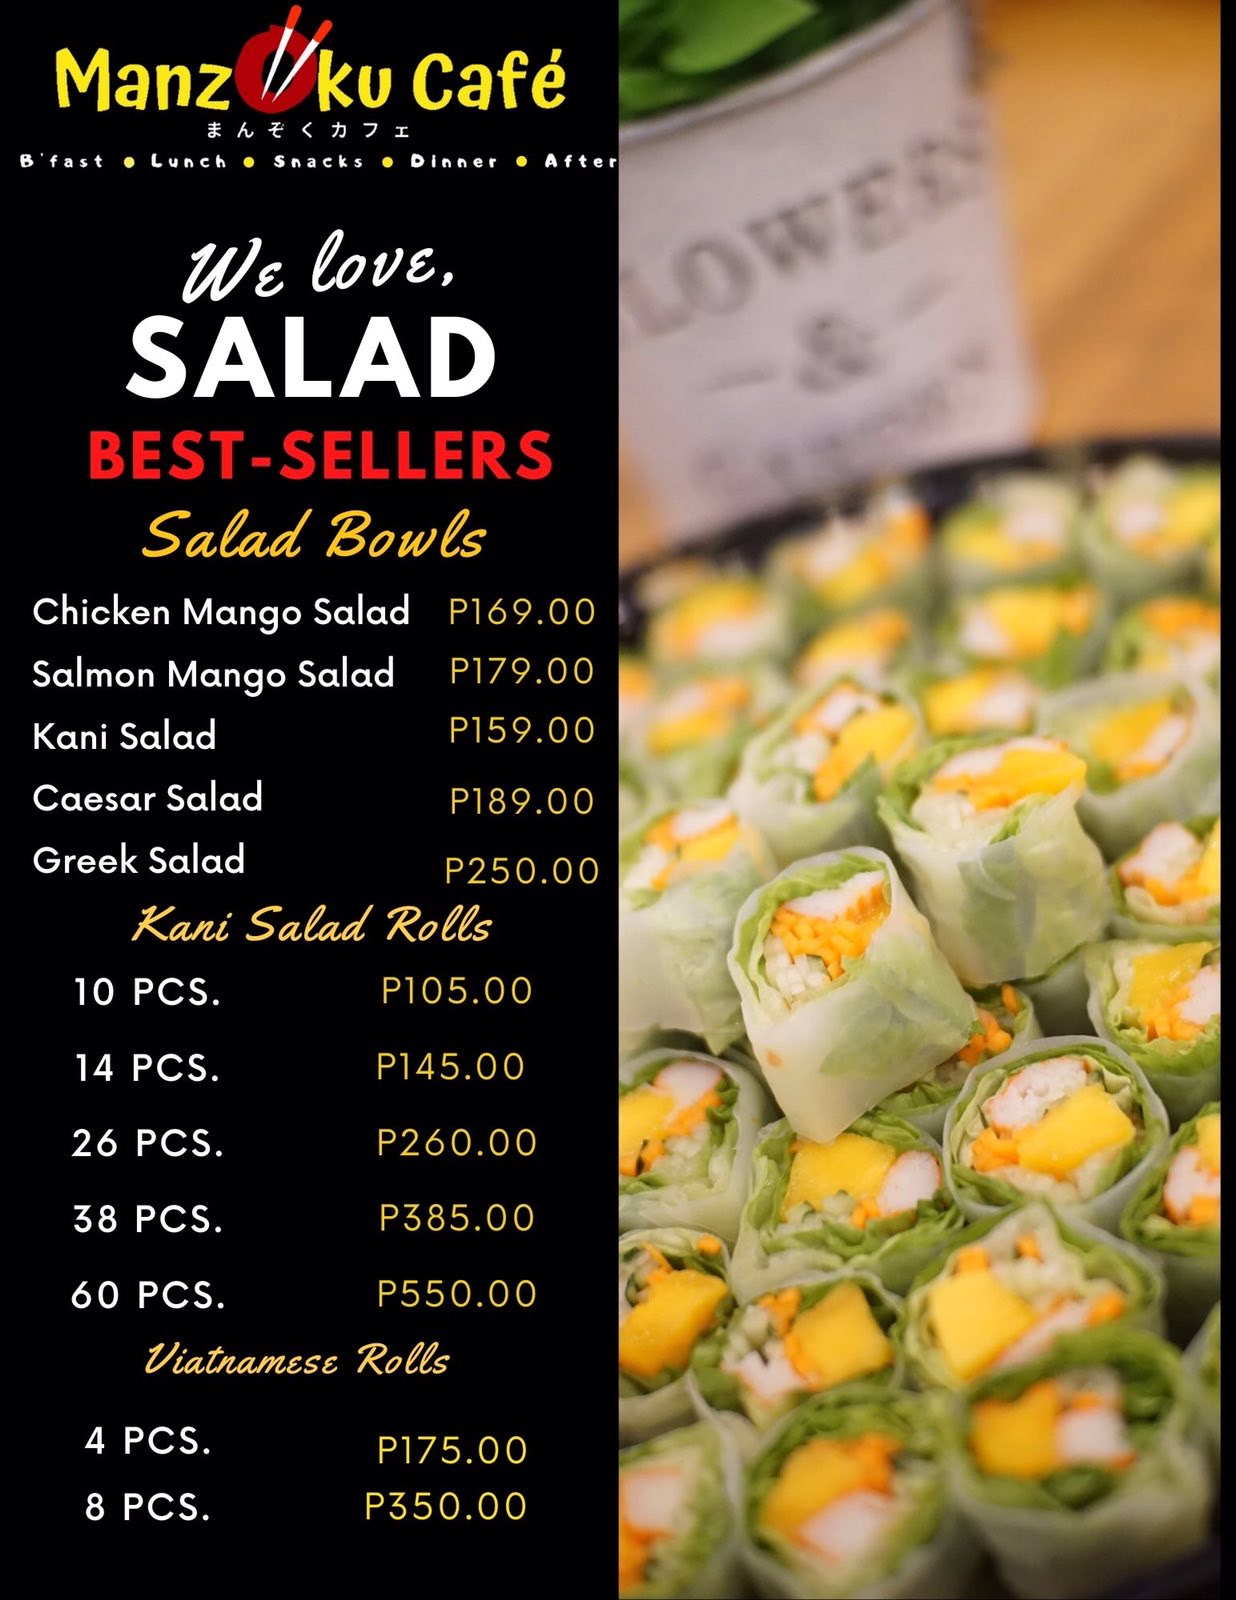 Manzoku Café
まんぞくカフェ
B'fast • Lunch • Snacks • Dinner • After
We love,
SALAD
BEST-SELLERS
Salad Bowls
Chicken Mango Salad P169.00
Salmon Mango Salad P179.00
Kani Salad P159.00
Caesar Salad P189.00
Greek Salad P250.00
Kani Salad Rolls
10 PCS. P105.00
14 PCS. P145.00
26 PCS. P260.00
38 PCS. P385.00
60 PCS. P550.00
Viatnamese Rolls
4 PCS. P175.00
8 PCS. P350.00
LOWERS
&